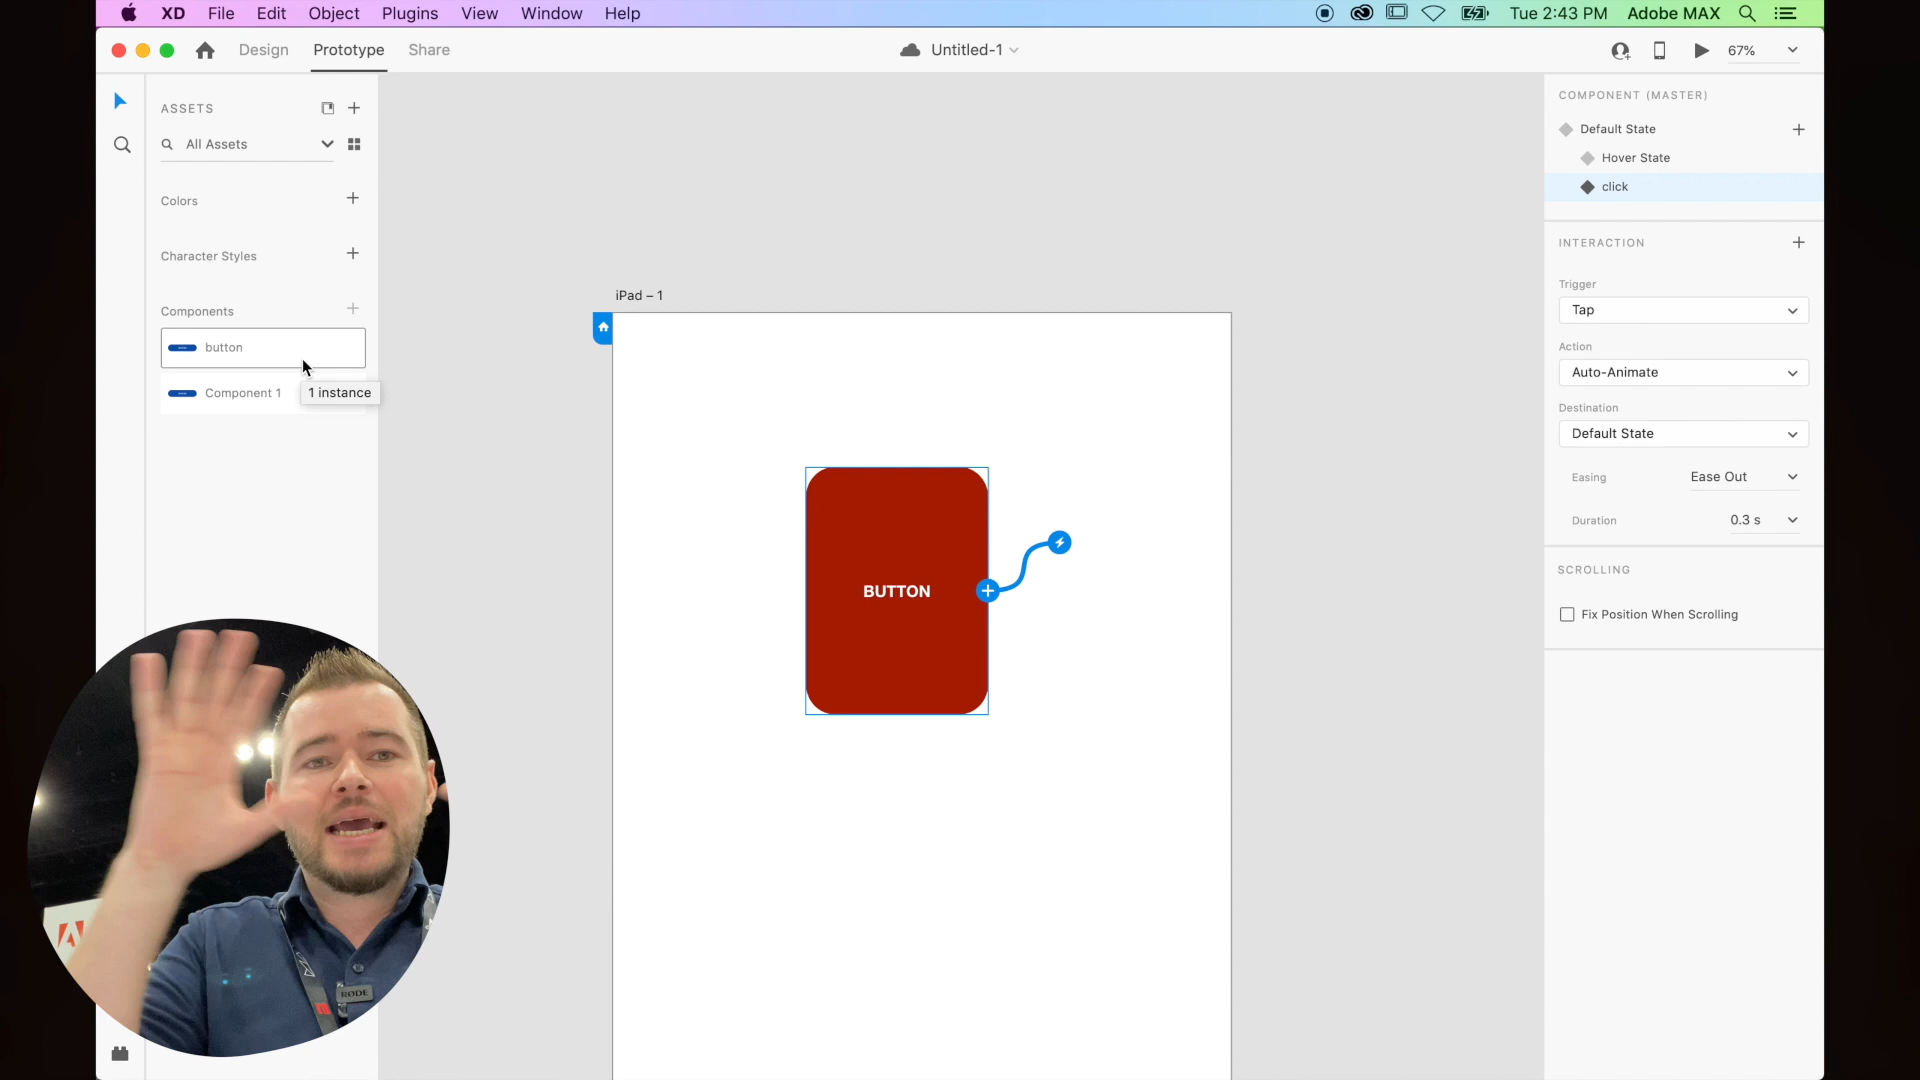 XD File Edit Object Plugins View Window Help Tue 2:43 PM Adobe MAX
Design Prototype Share Untitled-1 67%
ASSETS
All Assets
Colors
Character Styles
Components
button
Component 1
1 instance
iPad – 1
BUTTON
COMPONENT (MASTER)
Default State
Hover State
click
INTERACTION
Trigger
Tap
Action
Auto-Animate
Destination
Default State
Easing Ease Out
Duration 0.3 s
SCROLLING
Fix Position When Scrolling
RØDE